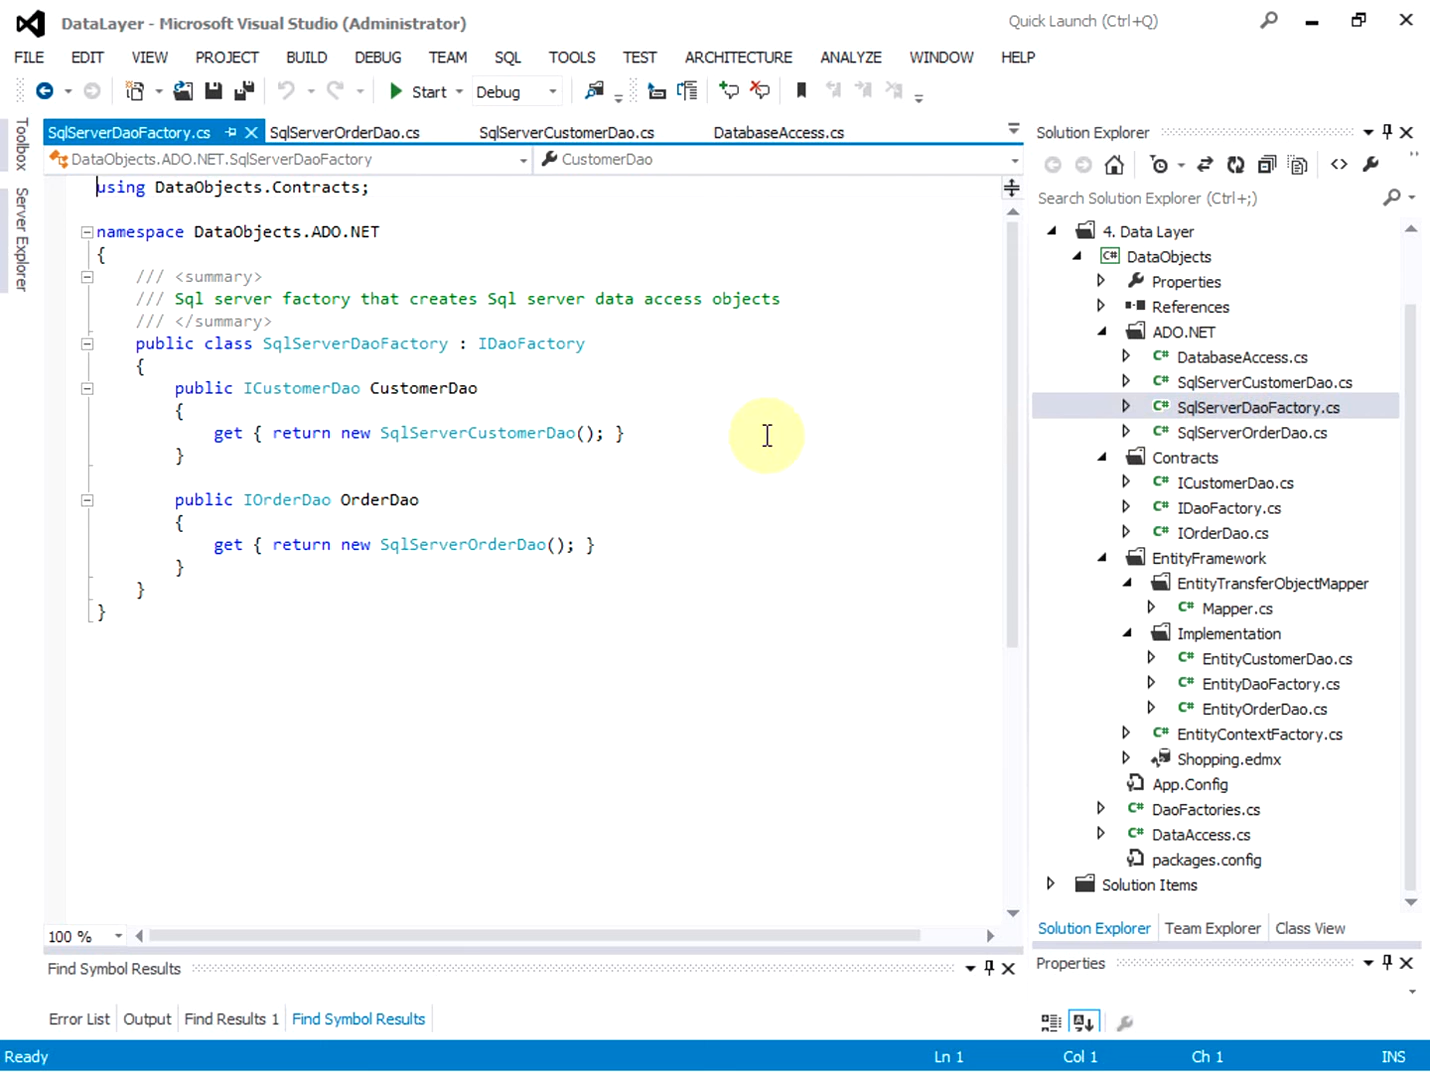 DataLayer - Microsoft Visual Studio (Administrator)
Quick Launch (Ctrl+Q)
FILE EDIT VIEW PROJECT BUILD DEBUG TEAM SQL TOOLS TEST ARCHITECTURE ANALYZE WINDOW HELP
Start Debug
Toolbox
Server Explorer
SqlServerDaoFactory.cs SqlServerOrderDao.cs SqlServerCustomerDao.cs DatabaseAccess.cs
DataObjects.ADO.NET.SqlServerDaoFactory CustomerDao
using DataObjects.Contracts;
namespace DataObjects.ADO.NET
{
/// <summary>
/// Sql server factory that creates Sql server data access objects
/// </summary>
public class SqlServerDaoFactory : IDaoFactory
{
public ICustomerDao CustomerDao
{
get { return new SqlServerCustomerDao(); }
}
public IOrderDao OrderDao
{
get { return new SqlServerOrderDao(); }
}
}
}
100 %
Solution Explorer
Search Solution Explorer (Ctrl+;)
4. Data Layer
C# DataObjects
Properties
References
ADO.NET
C# DatabaseAccess.cs
C# SqlServerCustomerDao.cs
C# SqlServerDaoFactory.cs
C# SqlServerOrderDao.cs
Contracts
C# ICustomerDao.cs
C# IDaoFactory.cs
C# IOrderDao.cs
EntityFramework
EntityTransferObjectMapper
C# Mapper.cs
Implementation
C# EntityCustomerDao.cs
C# EntityDaoFactory.cs
C# EntityOrderDao.cs
C# EntityContextFactory.cs
Shopping.edmx
App.Config
C# DaoFactories.cs
C# DataAccess.cs
packages.config
Solution Items
Solution Explorer Team Explorer Class View
Find Symbol Results
Properties
Error List Output Find Results 1 Find Symbol Results
Ready Ln 1 Col 1 Ch 1 INS